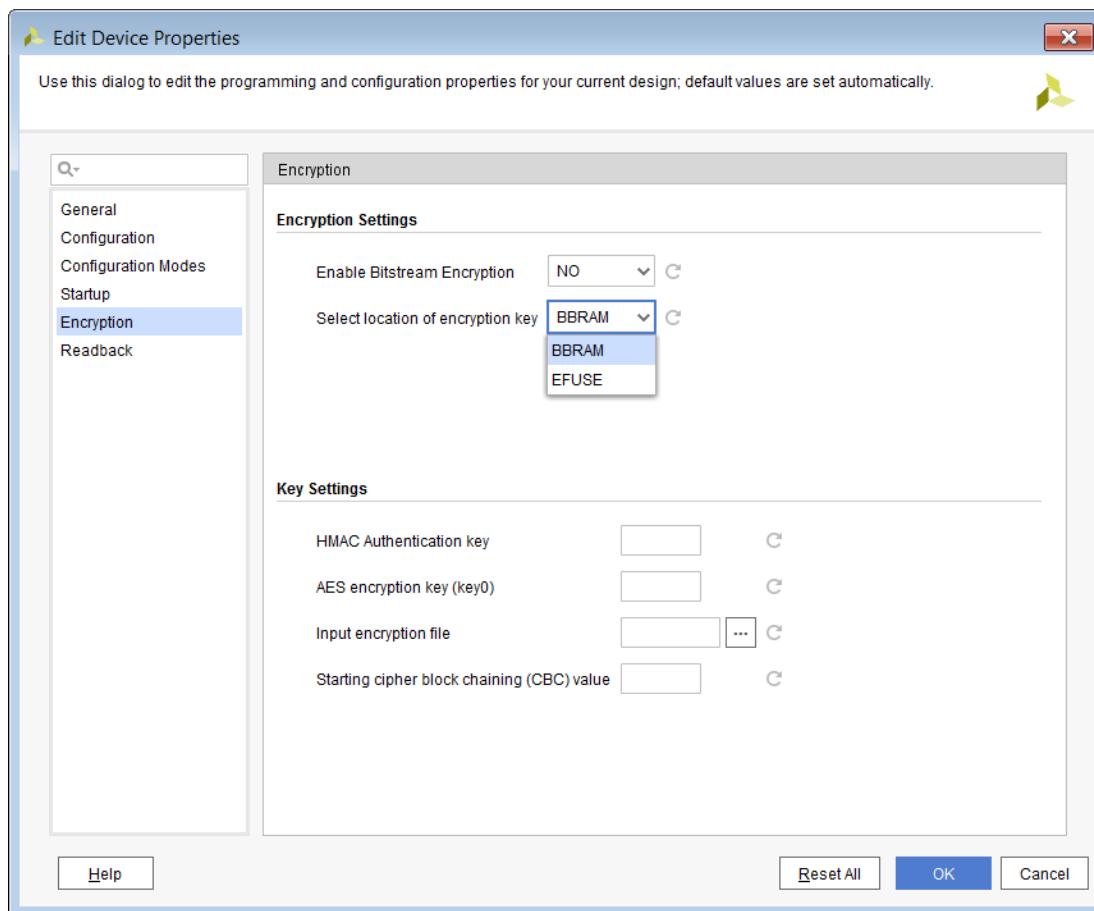 Edit Device Properties
Use this dialog to edit the programming and configuration properties for your current design; default values are set automatically.
General
Configuration
Configuration Modes
Startup
Encryption
Readback
Encryption
Encryption Settings
Enable Bitstream Encryption NO
Select location of encryption key BBRAM
BBRAM
EFUSE
Key Settings
HMAC Authentication key
AES encryption key (key0)
Input encryption file ...
Starting cipher block chaining (CBC) value
Help Reset All OK Cancel